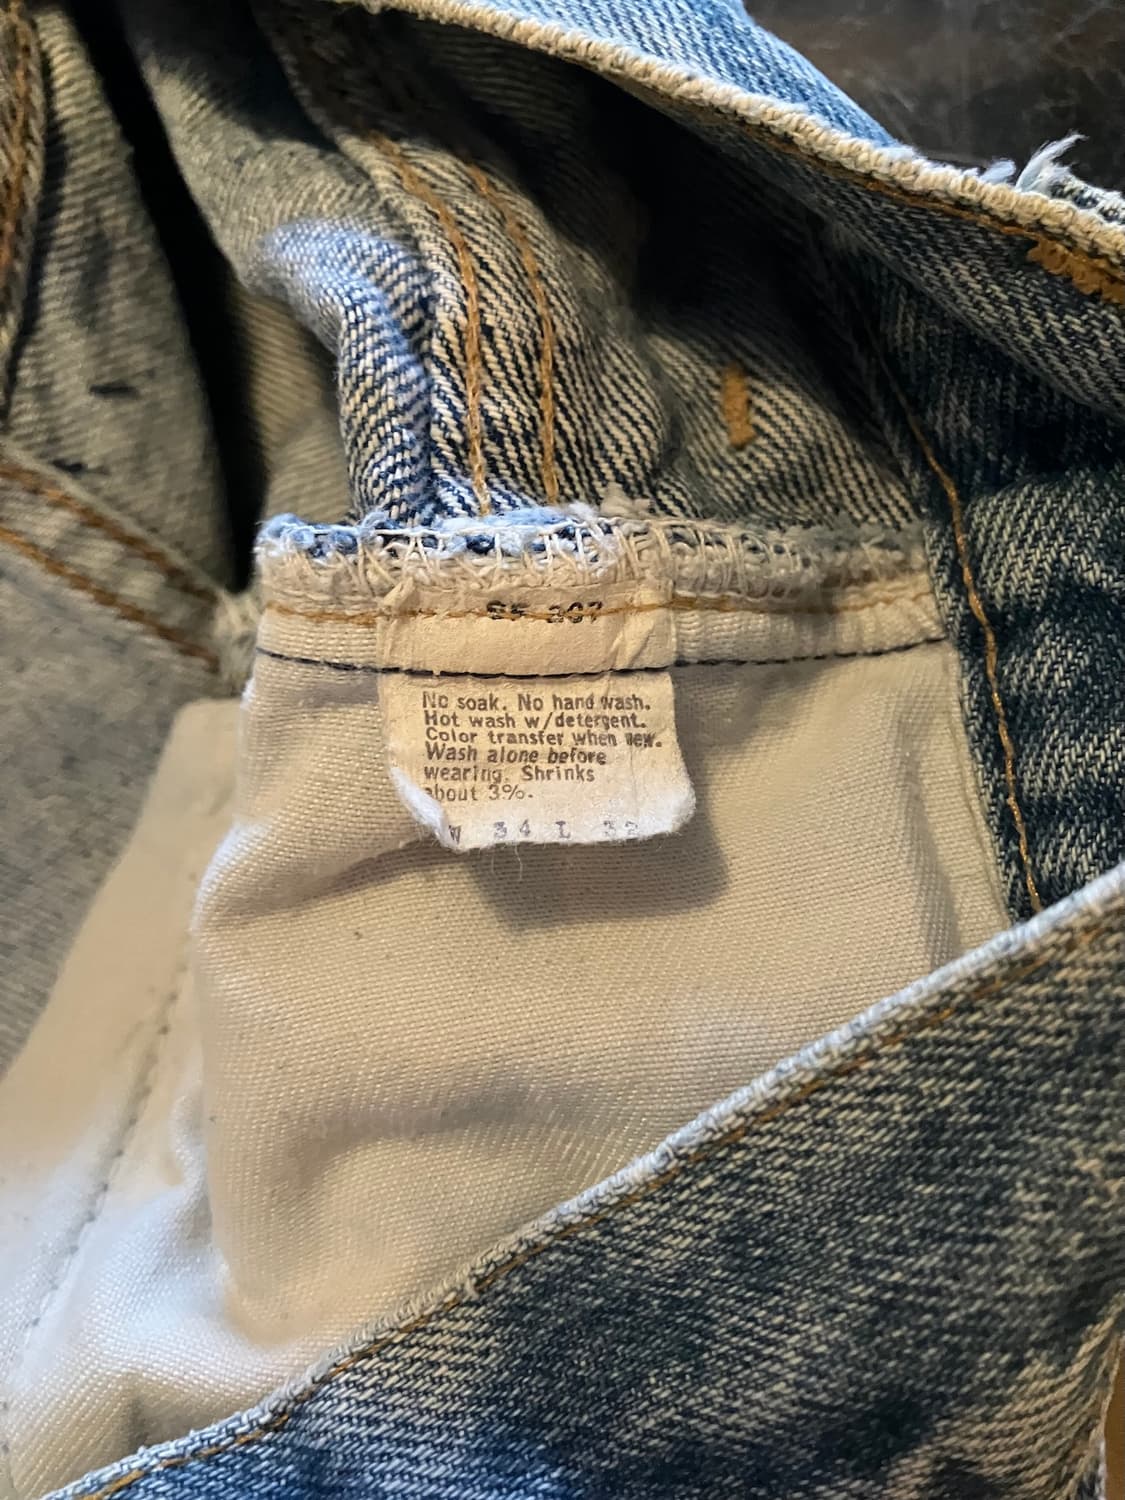 No soak. No hand wash.
Hot wash w/detergent.
Color transfer when new.
Wash alone before
wearing. Shrinks
about 3%.
W 34 L 32